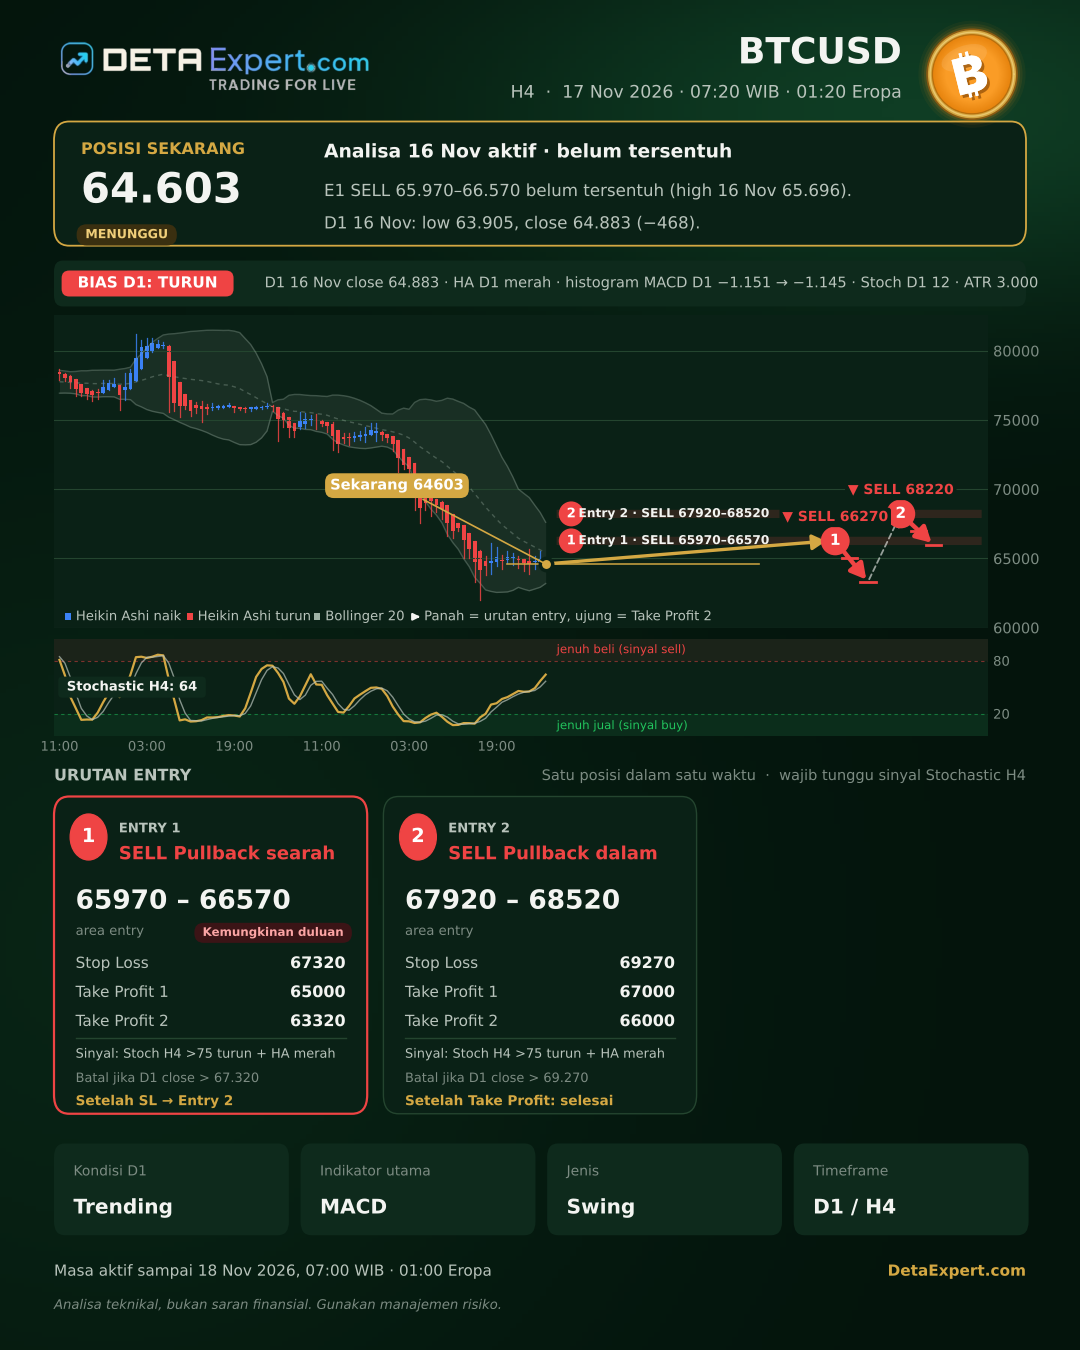 DETA Expert.com
TRADING FOR LIVE
BTCUSD
H4 · 17 Nov 2026 · 07:20 WIB · 01:20 Eropa
POSISI SEKARANG
64.603
MENUNGGU
Analisa 16 Nov aktif · belum tersentuh
E1 SELL 65.970–66.570 belum tersentuh (high 16 Nov 65.696).
D1 16 Nov: low 63.905, close 64.883 (−468).
BIAS D1: TURUN
D1 16 Nov close 64.883 · HA D1 merah · histogram MACD D1 −1.151 → −1.145 · Stoch D1 12 · ATR 3.000
80000
75000
70000
65000
60000
Sekarang 64603
▼ SELL 68220
2 Entry 2 · SELL 67920–68520
▼ SELL 66270
2
1 Entry 1 · SELL 65970–66570
1
Heikin Ashi naik
Heikin Ashi turun
Bollinger 20
Panah = urutan entry, ujung = Take Profit 2
jenuh beli (sinyal sell)
80
Stochastic H4: 64
20
jenuh jual (sinyal buy)
11:00 03:00 19:00 11:00 03:00 19:00
URUTAN ENTRY
Satu posisi dalam satu waktu · wajib tunggu sinyal Stochastic H4
1
ENTRY 1
SELL Pullback searah
65970 – 66570
area entry
Kemungkinan duluan
Stop Loss 67320
Take Profit 1 65000
Take Profit 2 63320
Sinyal: Stoch H4 >75 turun + HA merah
Batal jika D1 close > 67.320
Setelah SL → Entry 2
2
ENTRY 2
SELL Pullback dalam
67920 – 68520
area entry
Stop Loss 69270
Take Profit 1 67000
Take Profit 2 66000
Sinyal: Stoch H4 >75 turun + HA merah
Batal jika D1 close > 69.270
Setelah Take Profit: selesai
Kondisi D1
Trending
Indikator utama
MACD
Jenis
Swing
Timeframe
D1 / H4
Masa aktif sampai 18 Nov 2026, 07:00 WIB · 01:00 Eropa
DetaExpert.com
Analisa teknikal, bukan saran finansial. Gunakan manajemen risiko.